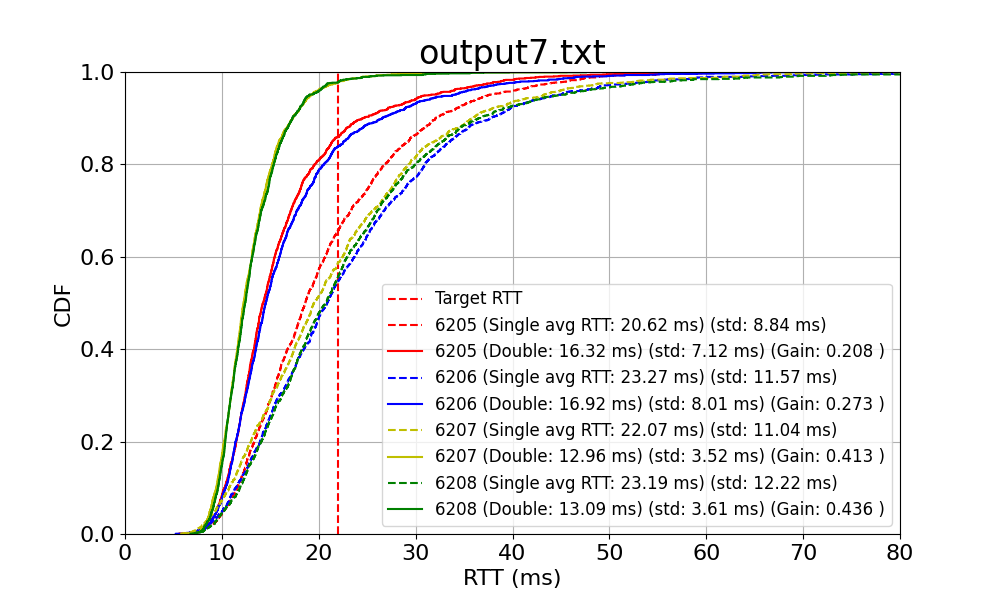 output7.txt
1.0
0.8
0.6
0.4
0.2
0.0
CDF
Target RTT
6205 (Single avg RTT: 20.62 ms) (std: 8.84 ms)
6205 (Double: 16.32 ms) (std: 7.12 ms) (Gain: 0.208 )
6206 (Single avg RTT: 23.27 ms) (std: 11.57 ms)
6206 (Double: 16.92 ms) (std: 8.01 ms) (Gain: 0.273 )
6207 (Single avg RTT: 22.07 ms) (std: 11.04 ms)
6207 (Double: 12.96 ms) (std: 3.52 ms) (Gain: 0.413 )
6208 (Single avg RTT: 23.19 ms) (std: 12.22 ms)
6208 (Double: 13.09 ms) (std: 3.61 ms) (Gain: 0.436 )
0 10 20 30 40 50 60 70 80
RTT (ms)